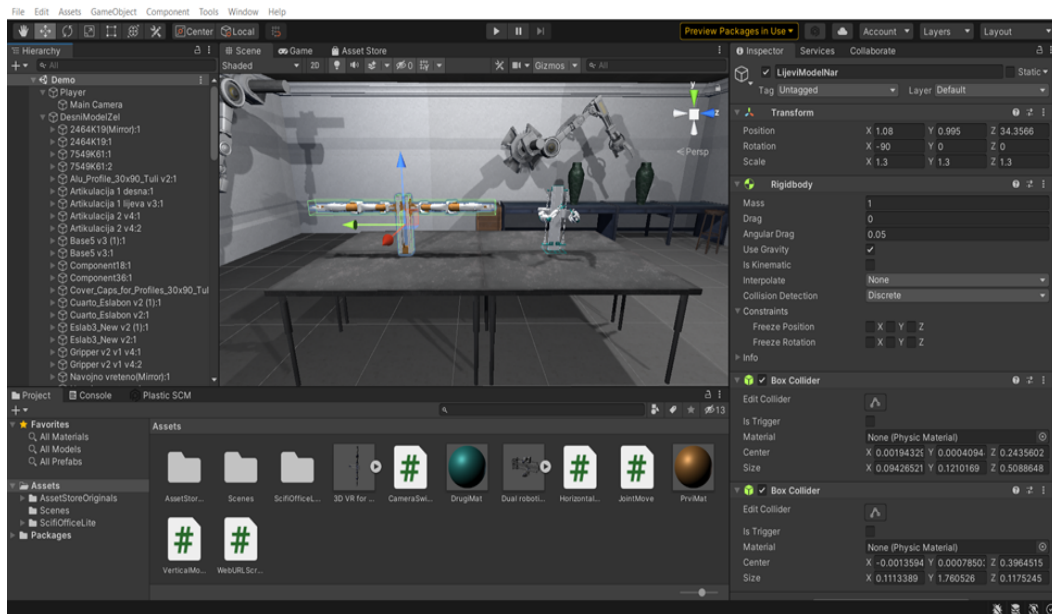 File Edit Assets GameObject Component Tools Window Help
Center Local Preview Packages in Use Account Layers Layout
Hierarchy
All
Demo
Player
Main Camera
DesniModelZel
2464K19(Mirror):1
2464K19:1
7549K61:1
7549K61:2
Alu_Profile_30x90_Tuli v2:1
Artikulacija 1 desna:1
Artikulacija 1 lijeva v3:1
Artikulacija 2 v4:1
Artikulacija 2 v4:2
Base5 v3 (1):1
Base5 v3:1
Component18:1
Component36:1
Cover_Caps_for_Profiles_30x90_Tul
Cuarto_Eslabon v2 (1):1
Cuarto_Eslabon v2:1
Eslab3_New v2 (1):1
Eslab3_New v2:1
Gripper v2 v1 v4:1
Gripper v2 v1 v4:2
Navojno vreteno(Mirror):1
Scene Game Asset Store
Shaded 2D 0 Gizmos All
y
z
Persp
Inspector Services Collaborate
LijeviModelNar Static
Tag Untagged Layer Default
Transform
Position X 1.08 Y 0.995 Z 34.3566
Rotation X -90 Y 0 Z 0
Scale X 1.3 Y 1.3 Z 1.3
Rigidbody
Mass 1
Drag 0
Angular Drag 0.05
Use Gravity
Is Kinematic
Interpolate None
Collision Detection Discrete
Constraints
Freeze Position X Y Z
Freeze Rotation X Y Z
Info
Box Collider
Edit Collider
Is Trigger
Material None (Physic Material)
Center X 0.00194329 Y 0.0004094 Z 0.2435602
Size X 0.09426521 Y 0.1210169 Z 0.5088648
Box Collider
Edit Collider
Is Trigger
Material None (Physic Material)
Center X -0.0013594 Y 0.00078503 Z 0.3964515
Size X 0.1113389 Y 1.760526 Z 0.1175245
Project Console Plastic SCM
13
Favorites
All Materials
All Models
All Prefabs
Assets
AssetStoreOriginals
Scenes
ScifiOfficeLite
Packages
Assets
AssetStor... Scenes ScifiOfficeL... 3D VR for ... CameraSwi... DrugiMat Dual roboti... Horizontal... JointMove PrviMat
VerticalMo... WebURLScr...